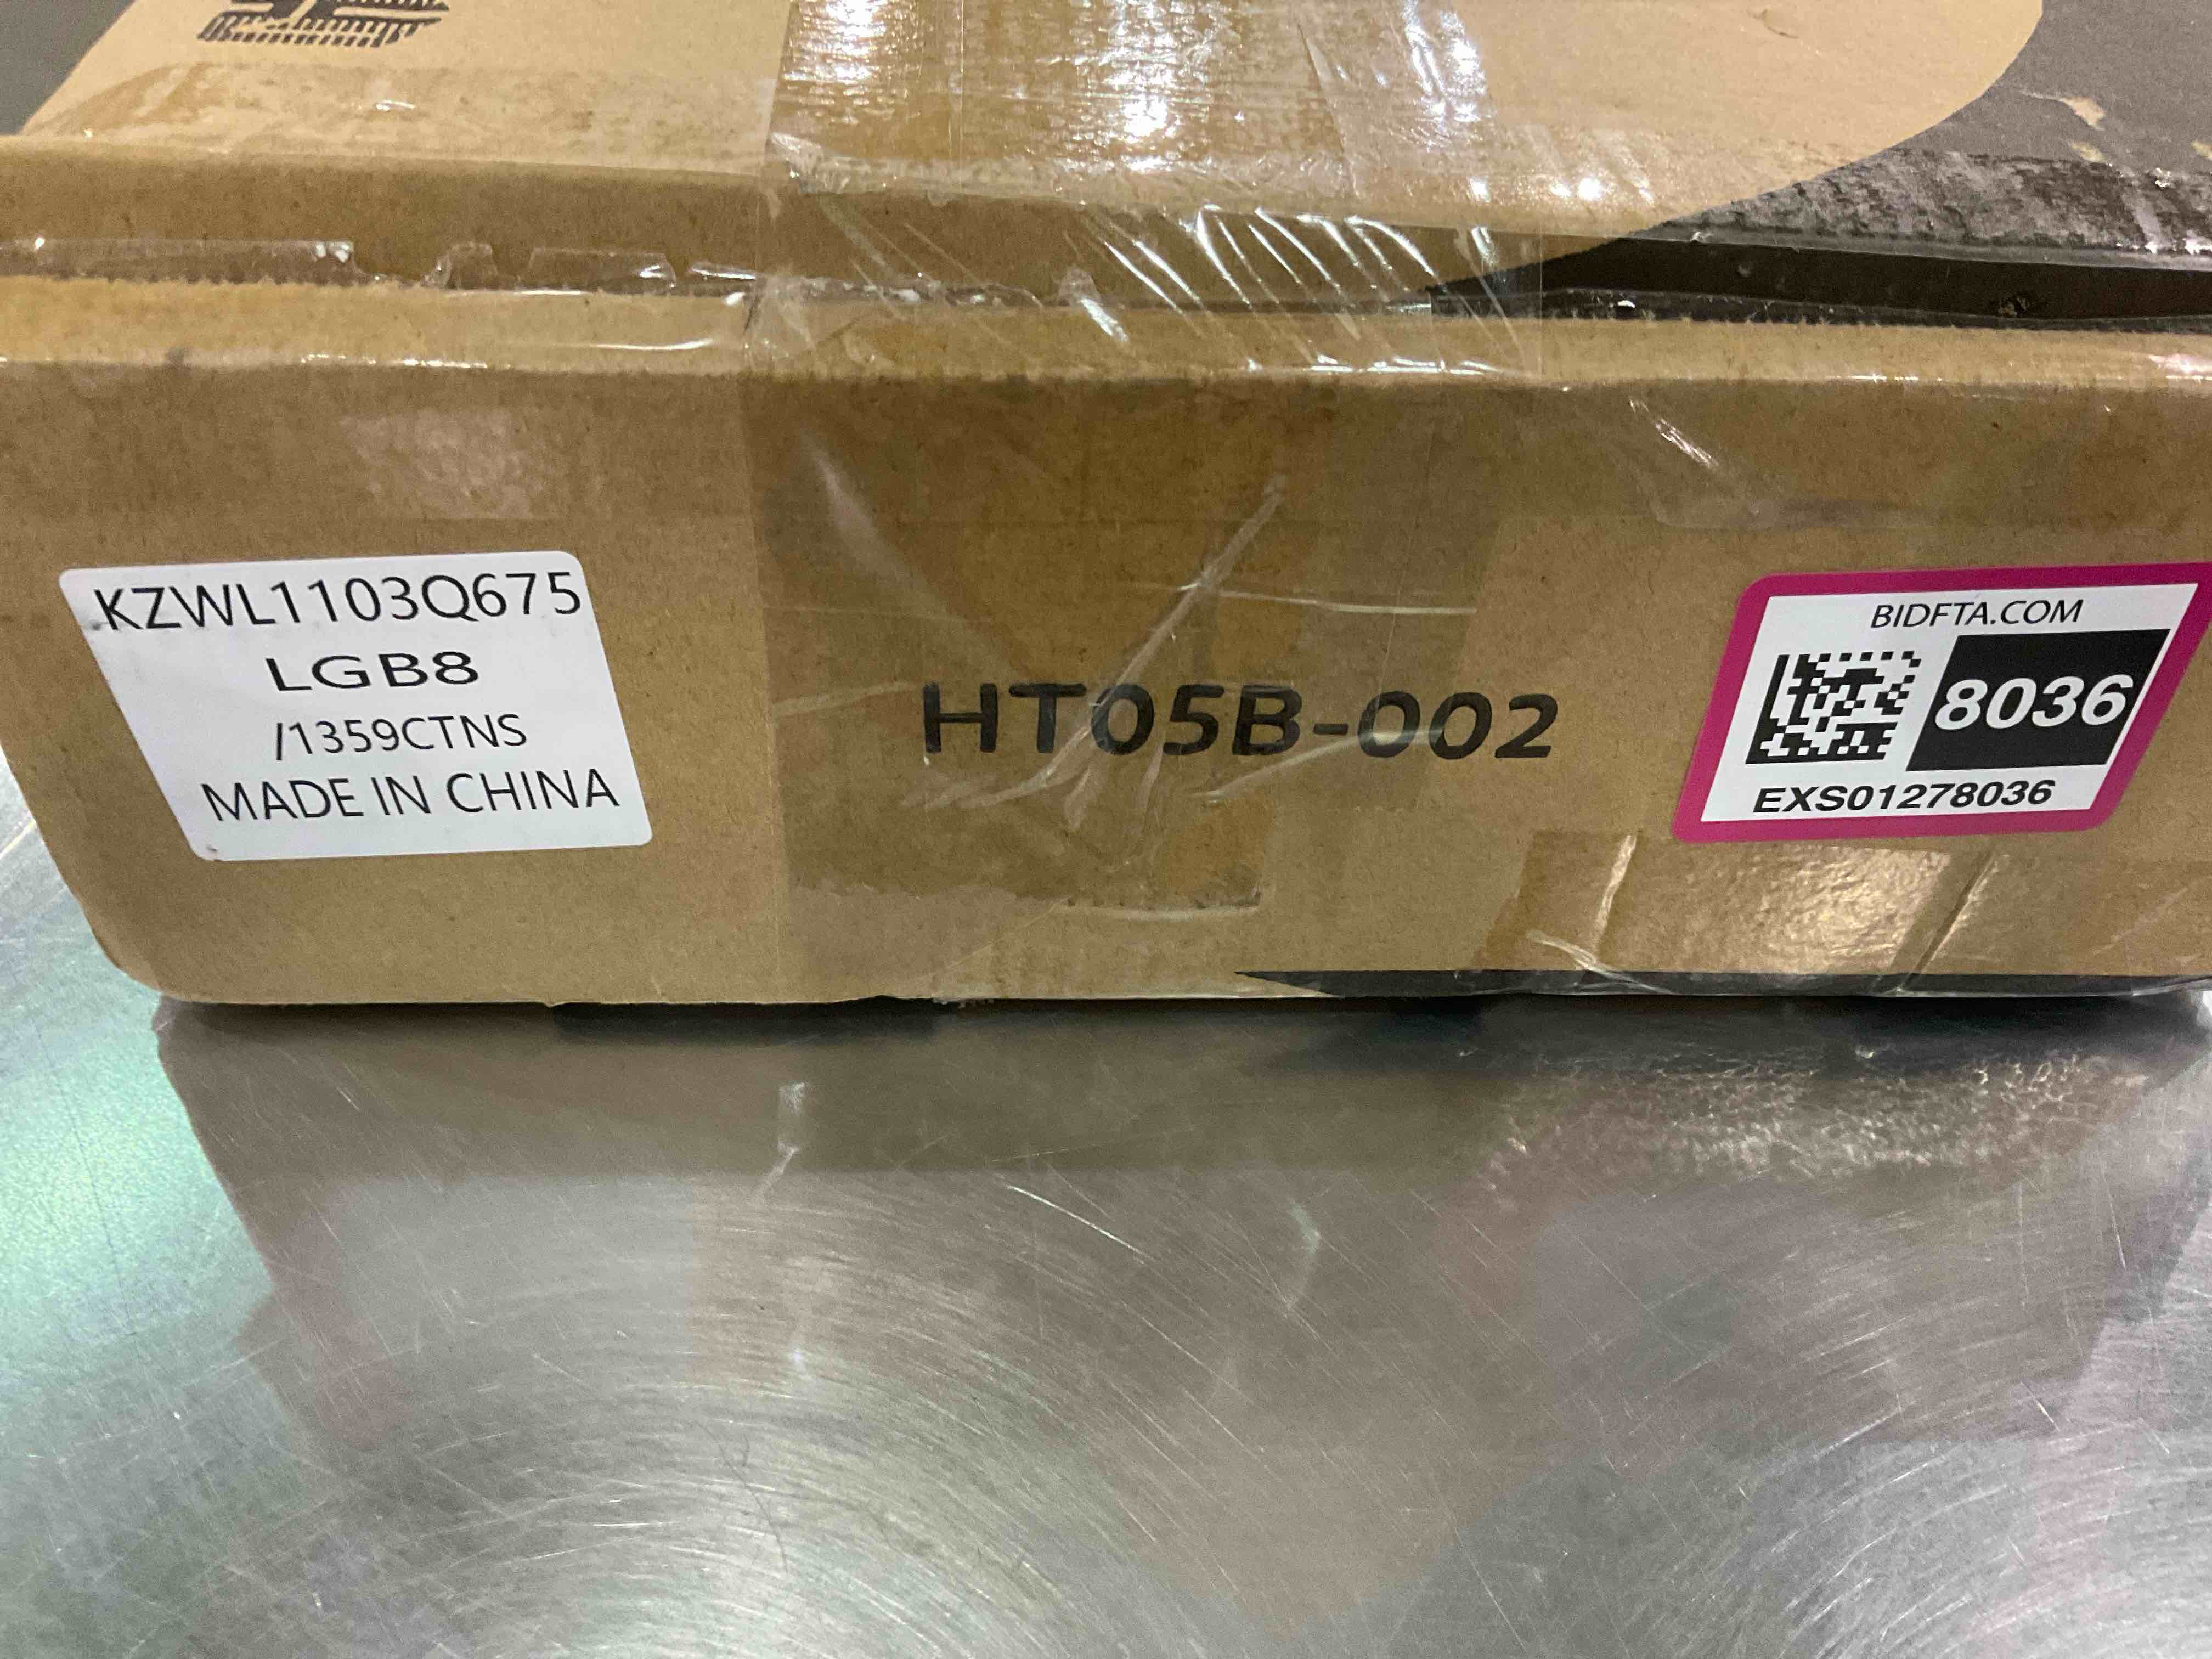 KZWL1103Q675
LGB8
/1359CTNS
MADE IN CHINA
HT05B-002
BIDFTA.COM
8036
EXS01278036